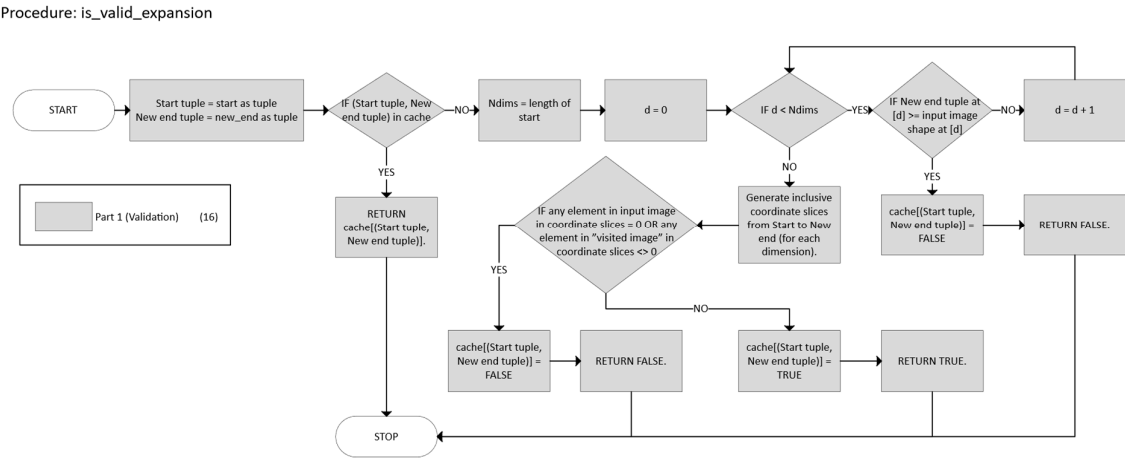 Procedure: is_valid_expansion
START
Start tuple = start as tuple
New end tuple = new_end as tuple
IF (Start tuple, New
end tuple) in cache
NO
Ndims = length of
start
d = 0
IF d < Ndims
YES
IF New end tuple at
[d] >= input image
shape at [d]
NO
d = d + 1
YES
RETURN
cache[(Start tuple,
New end tuple)].
NO
Generate inclusive
coordinate slices
from Start to New
end (for each
dimension).
YES
cache[(Start tuple,
New end tuple)] =
FALSE
RETURN FALSE.
Part 1 (Validation) (16)
IF any element in input image
in coordinate slices = 0 OR any
element in “visited image” in
coordinate slices <> 0
YES
NO
cache[(Start tuple,
New end tuple)] =
FALSE
RETURN FALSE.
cache[(Start tuple,
New end tuple)] =
TRUE
RETURN TRUE.
STOP